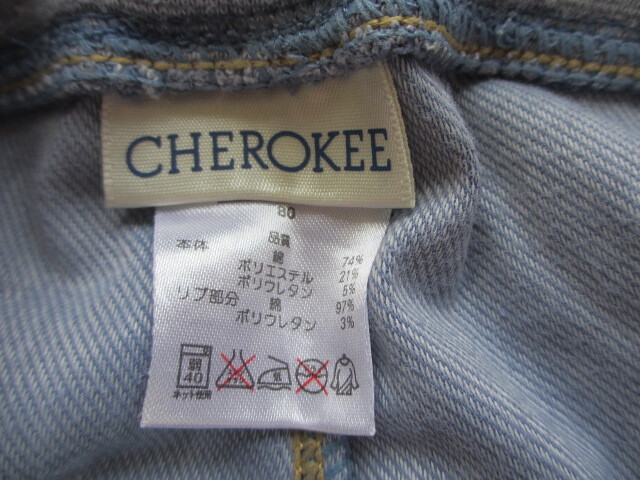 CHEROKEE
80
品質
本体 綿 74%
ポリエステル 21%
ポリウレタン 5%
リブ部分 綿 97%
ポリウレタン 3%
弱
40
ネット使用